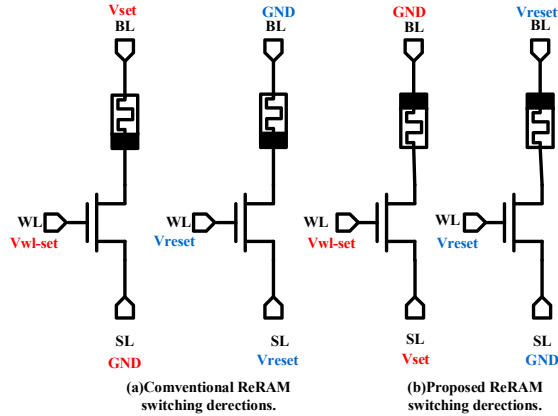 Vset GND GND Vreset
BL BL BL BL
WL WL WL WL
Vwl-set Vreset Vwl-set Vreset
SL SL SL SL
GND Vreset Vset GND
(a)Comventional ReRAM (b)Proposed ReRAM
switching derections. switching derections.